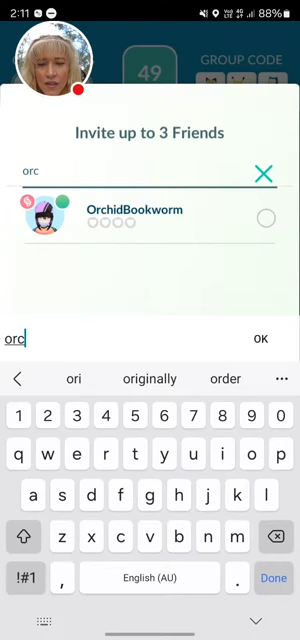 2:11 88%
49
GROUP CODE
Invite up to 3 Friends
orc
OrchidBookworm
orc OK
ori originally order
1 2 3 4 5 6 7 8 9 0
q w e r t y u i o p
a s d f g h j k l
z x c v b n m
!#1 , English (AU) . Done